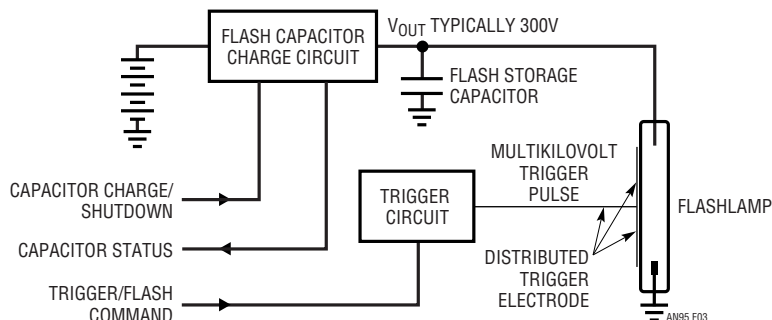 FLASH CAPACITOR
CHARGE CIRCUIT
VOUT TYPICALLY 300V
FLASH STORAGE
CAPACITOR
MULTIKILOVOLT
TRIGGER
PULSE
CAPACITOR CHARGE/
SHUTDOWN
TRIGGER
CIRCUIT
FLASHLAMP
CAPACITOR STATUS
DISTRIBUTED
TRIGGER
ELECTRODE
TRIGGER/FLASH
COMMAND
AN95 F03